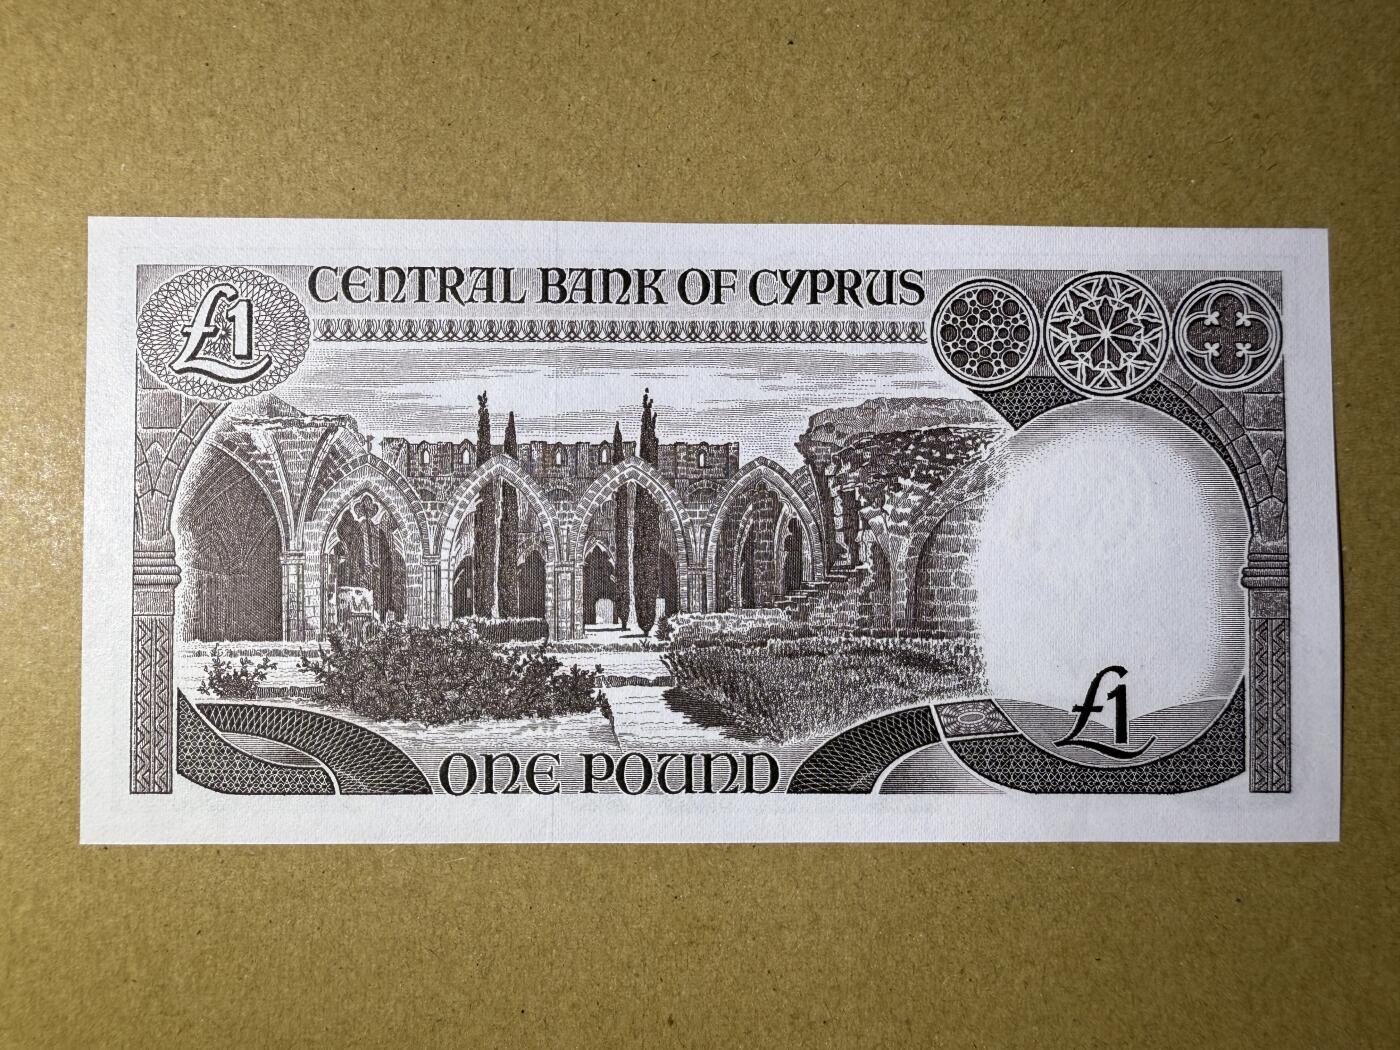 £1
CENTRAL BANK OF CYPRUS
£1
ONE POUND